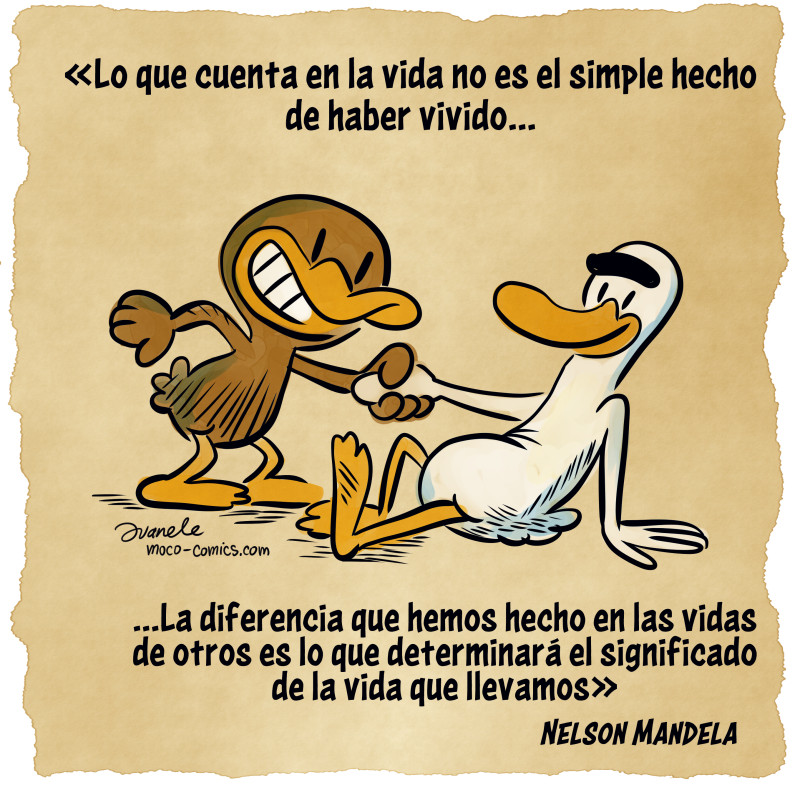 «Lo que cuenta en la vida no es el simple hecho
de haber vivido...
Juanele
moco-comics.com
...La diferencia que hemos hecho en las vidas
de otros es lo que determinará el significado
de la vida que llevamos»
NELSON MANDELA